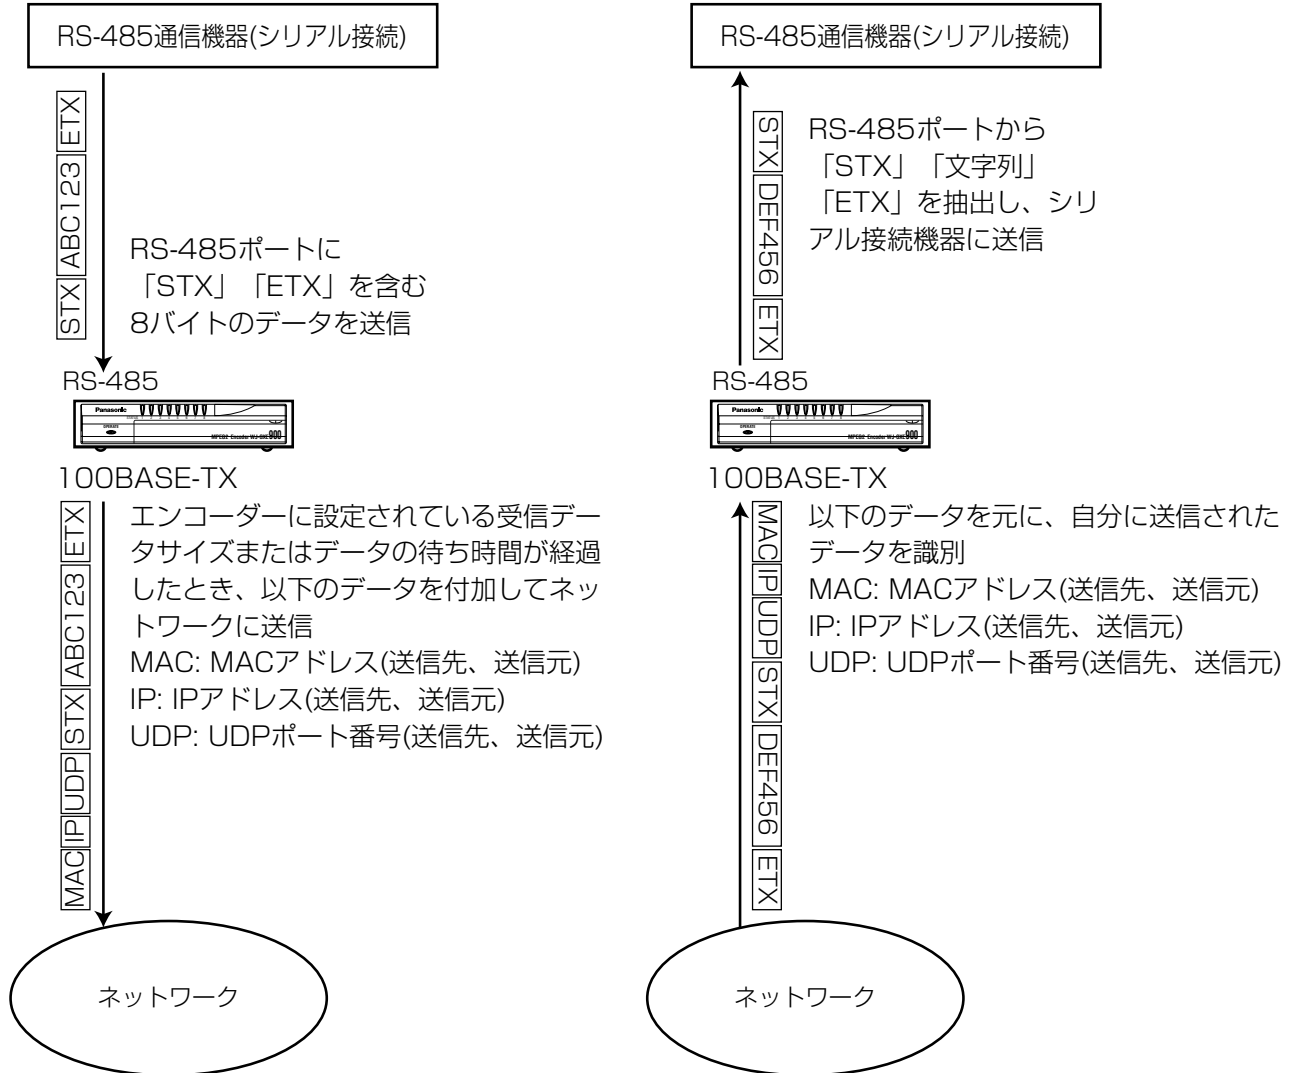 RS-485通信機器(シリアル接続)
ETX
ABC123
STX
RS-485ポートに
「STX」「ETX」を含む
8バイトのデータを送信
RS-485
Panasonic
OPERATE
MPEG2 Encoder WJ-GXE900
100BASE-TX
ETX
ABC123
STX
UDP
IP
MAC
エンコーダーに設定されている受信デー
タサイズまたはデータの待ち時間が経過
したとき、以下のデータを付加してネッ
トワークに送信
MAC: MACアドレス(送信先、送信元)
IP: IPアドレス(送信先、送信元)
UDP: UDPポート番号(送信先、送信元)
ネットワーク
RS-485通信機器(シリアル接続)
STX
DEF456
ETX
RS-485ポートから
「STX」「文字列」
「ETX」を抽出し、シリ
アル接続機器に送信
RS-485
Panasonic
OPERATE
MPEG2 Encoder WJ-GXE900
100BASE-TX
MAC
IP
UDP
STX
DEF456
ETX
以下のデータを元に、自分に送信された
データを識別
MAC: MACアドレス(送信先、送信元)
IP: IPアドレス(送信先、送信元)
UDP: UDPポート番号(送信先、送信元)
ネットワーク